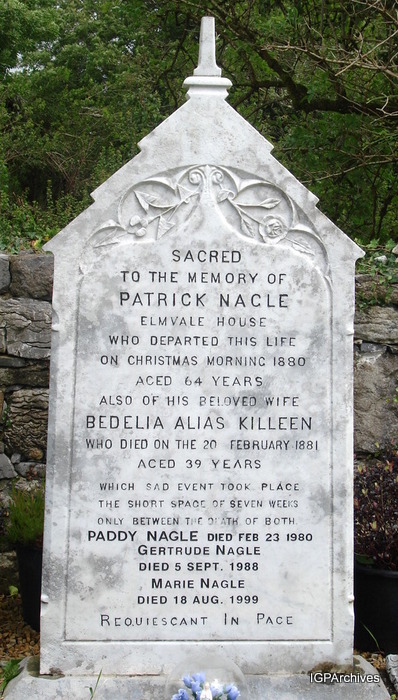 SACRED
TO THE MEMORY OF
PATRICK NAGLE
ELMVALE HOUSE
WHO DEPARTED THIS LIFE
ON CHRISTMAS MORNING 1880
AGED 64 YEARS
ALSO OF HIS BELOVED WIFE
BEDELIA ALIAS KILLEEN
WHO DIED ON THE 20 FEBRUARY 1881
AGED 39 YEARS
WHICH SAD EVENT TOOK PLACE
THE SHORT SPACE OF SEVEN WEEKS
ONLY BETWEEN THE DEATH OF BOTH.
PADDY NAGLE DIED FEB 23 1980
GERTRUDE NAGLE
DIED 5 SEPT. 1988
MARIE NAGLE
DIED 18 AUG. 1999
REQUIESCANT IN PACE
IGPArchives